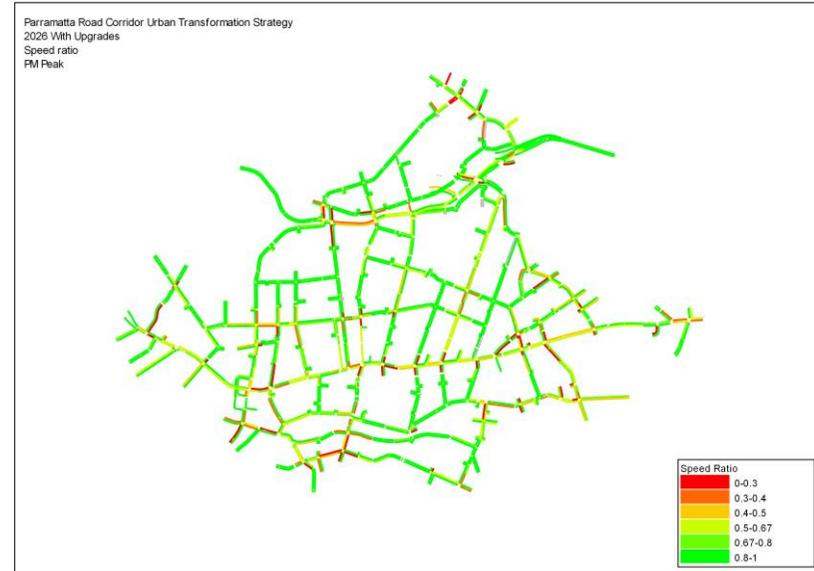 Parramatta Road Corridor Urban Transformation Strategy
2026 With Upgrades
Speed ratio
PM Peak
Speed Ratio
0-0.3
0.3-0.4
0.4-0.5
0.5-0.67
0.67-0.8
0.8-1